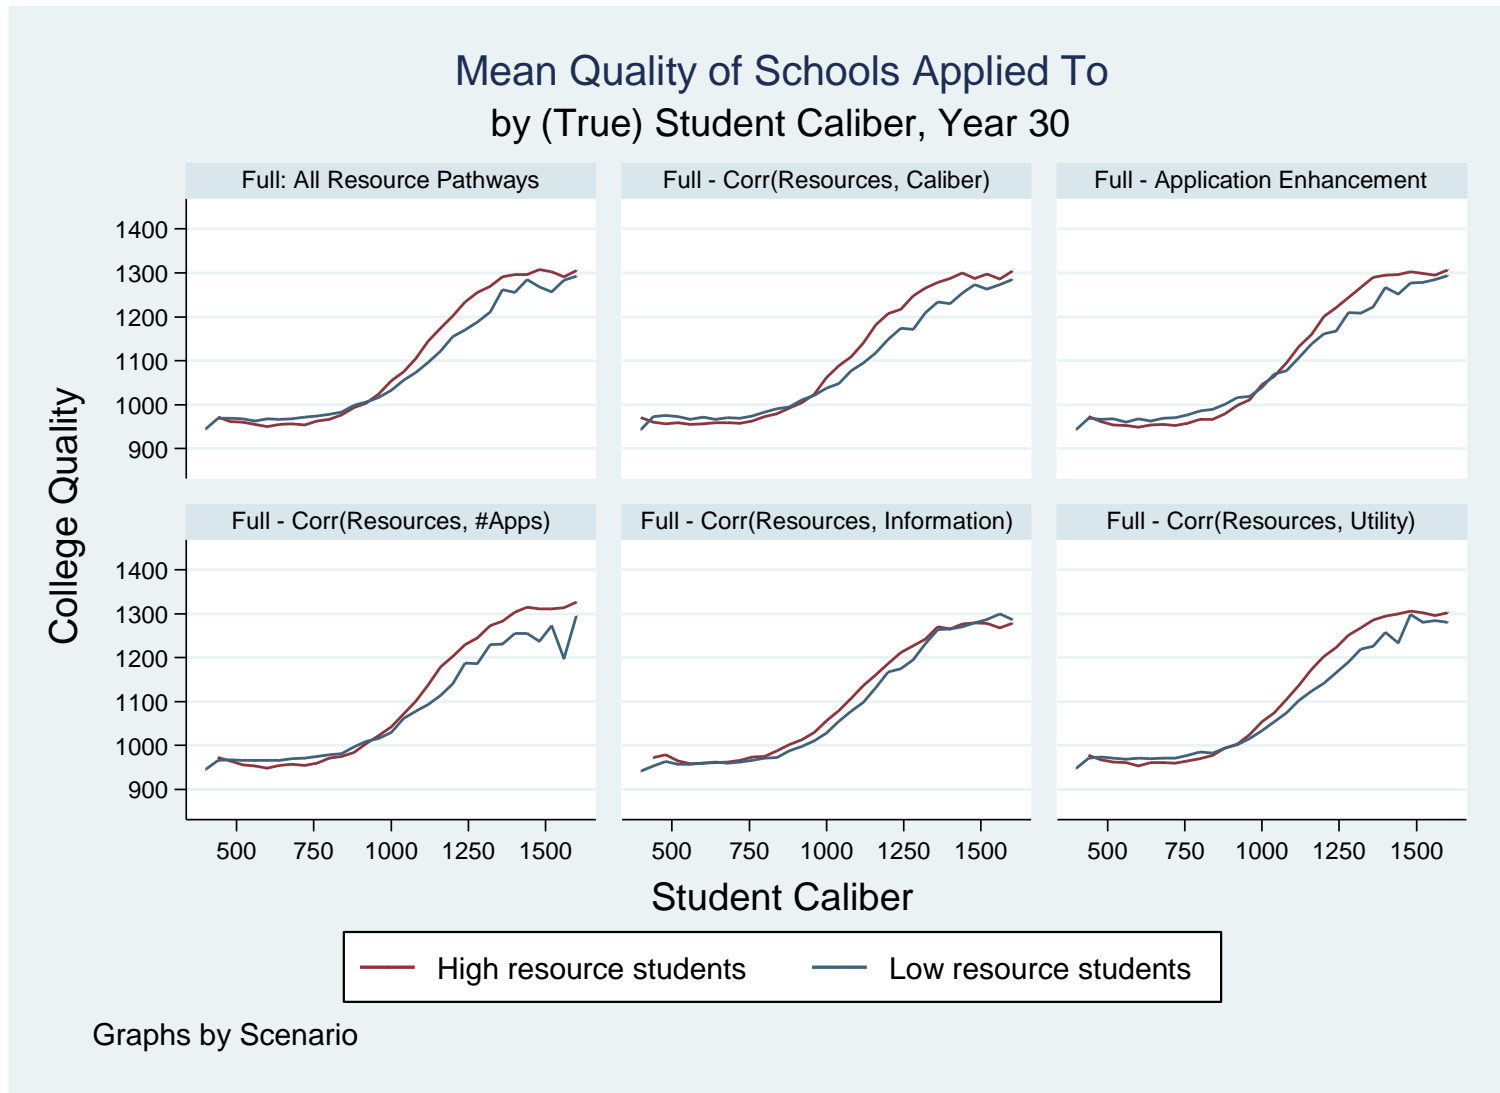 Mean Quality of Schools Applied To
by (True) Student Caliber, Year 30
Full: All Resource Pathways
Full - Corr(Resources, Caliber)
Full - Application Enhancement
1400
1300
1200
1100
1000
900
Full - Corr(Resources, #Apps)
Full - Corr(Resources, Information)
Full - Corr(Resources, Utility)
1400
1300
1200
1100
1000
900
College Quality
500 750 1000 1250 1500
500 750 1000 1250 1500
500 750 1000 1250 1500
Student Caliber
High resource students
Low resource students
Graphs by Scenario